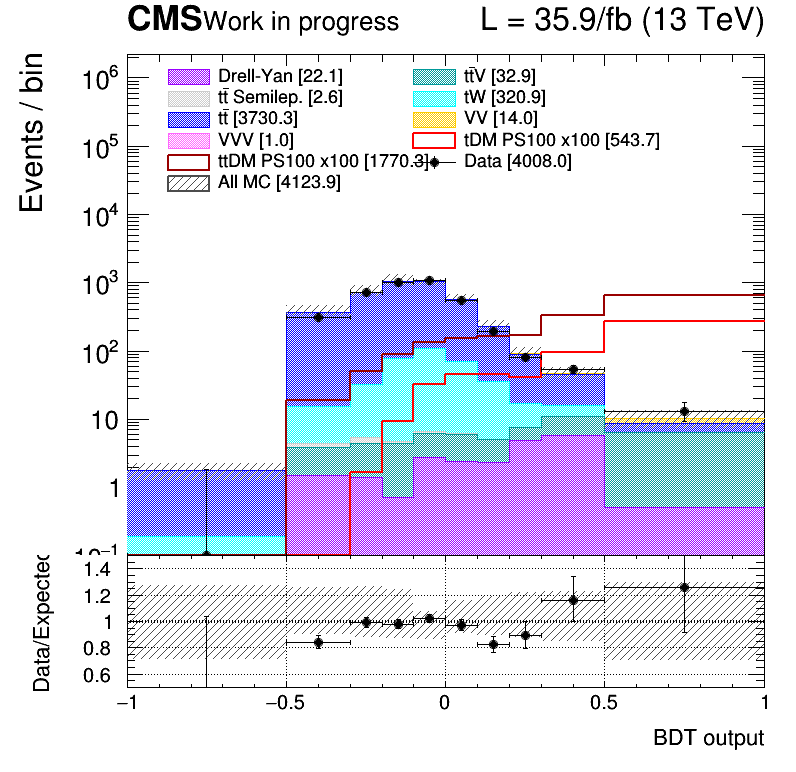 CMS Work in progress L = 35.9/fb (13 TeV)
Events / bin
10⁶
10⁵
10⁴
10³
10²
10
1
10⁻¹
Drell-Yan [22.1] tt̄V [32.9]
tt̄ Semilep. [2.6] tW [320.9]
tt̄ [3730.3] VV [14.0]
VVV [1.0] tDM PS100 x100 [543.7]
ttDM PS100 x100 [1770.3] Data [4008.0]
All MC [4123.9]
Data/Expected
1.4
1.2
1
0.8
0.6
−1 −0.5 0 0.5 1
BDT output